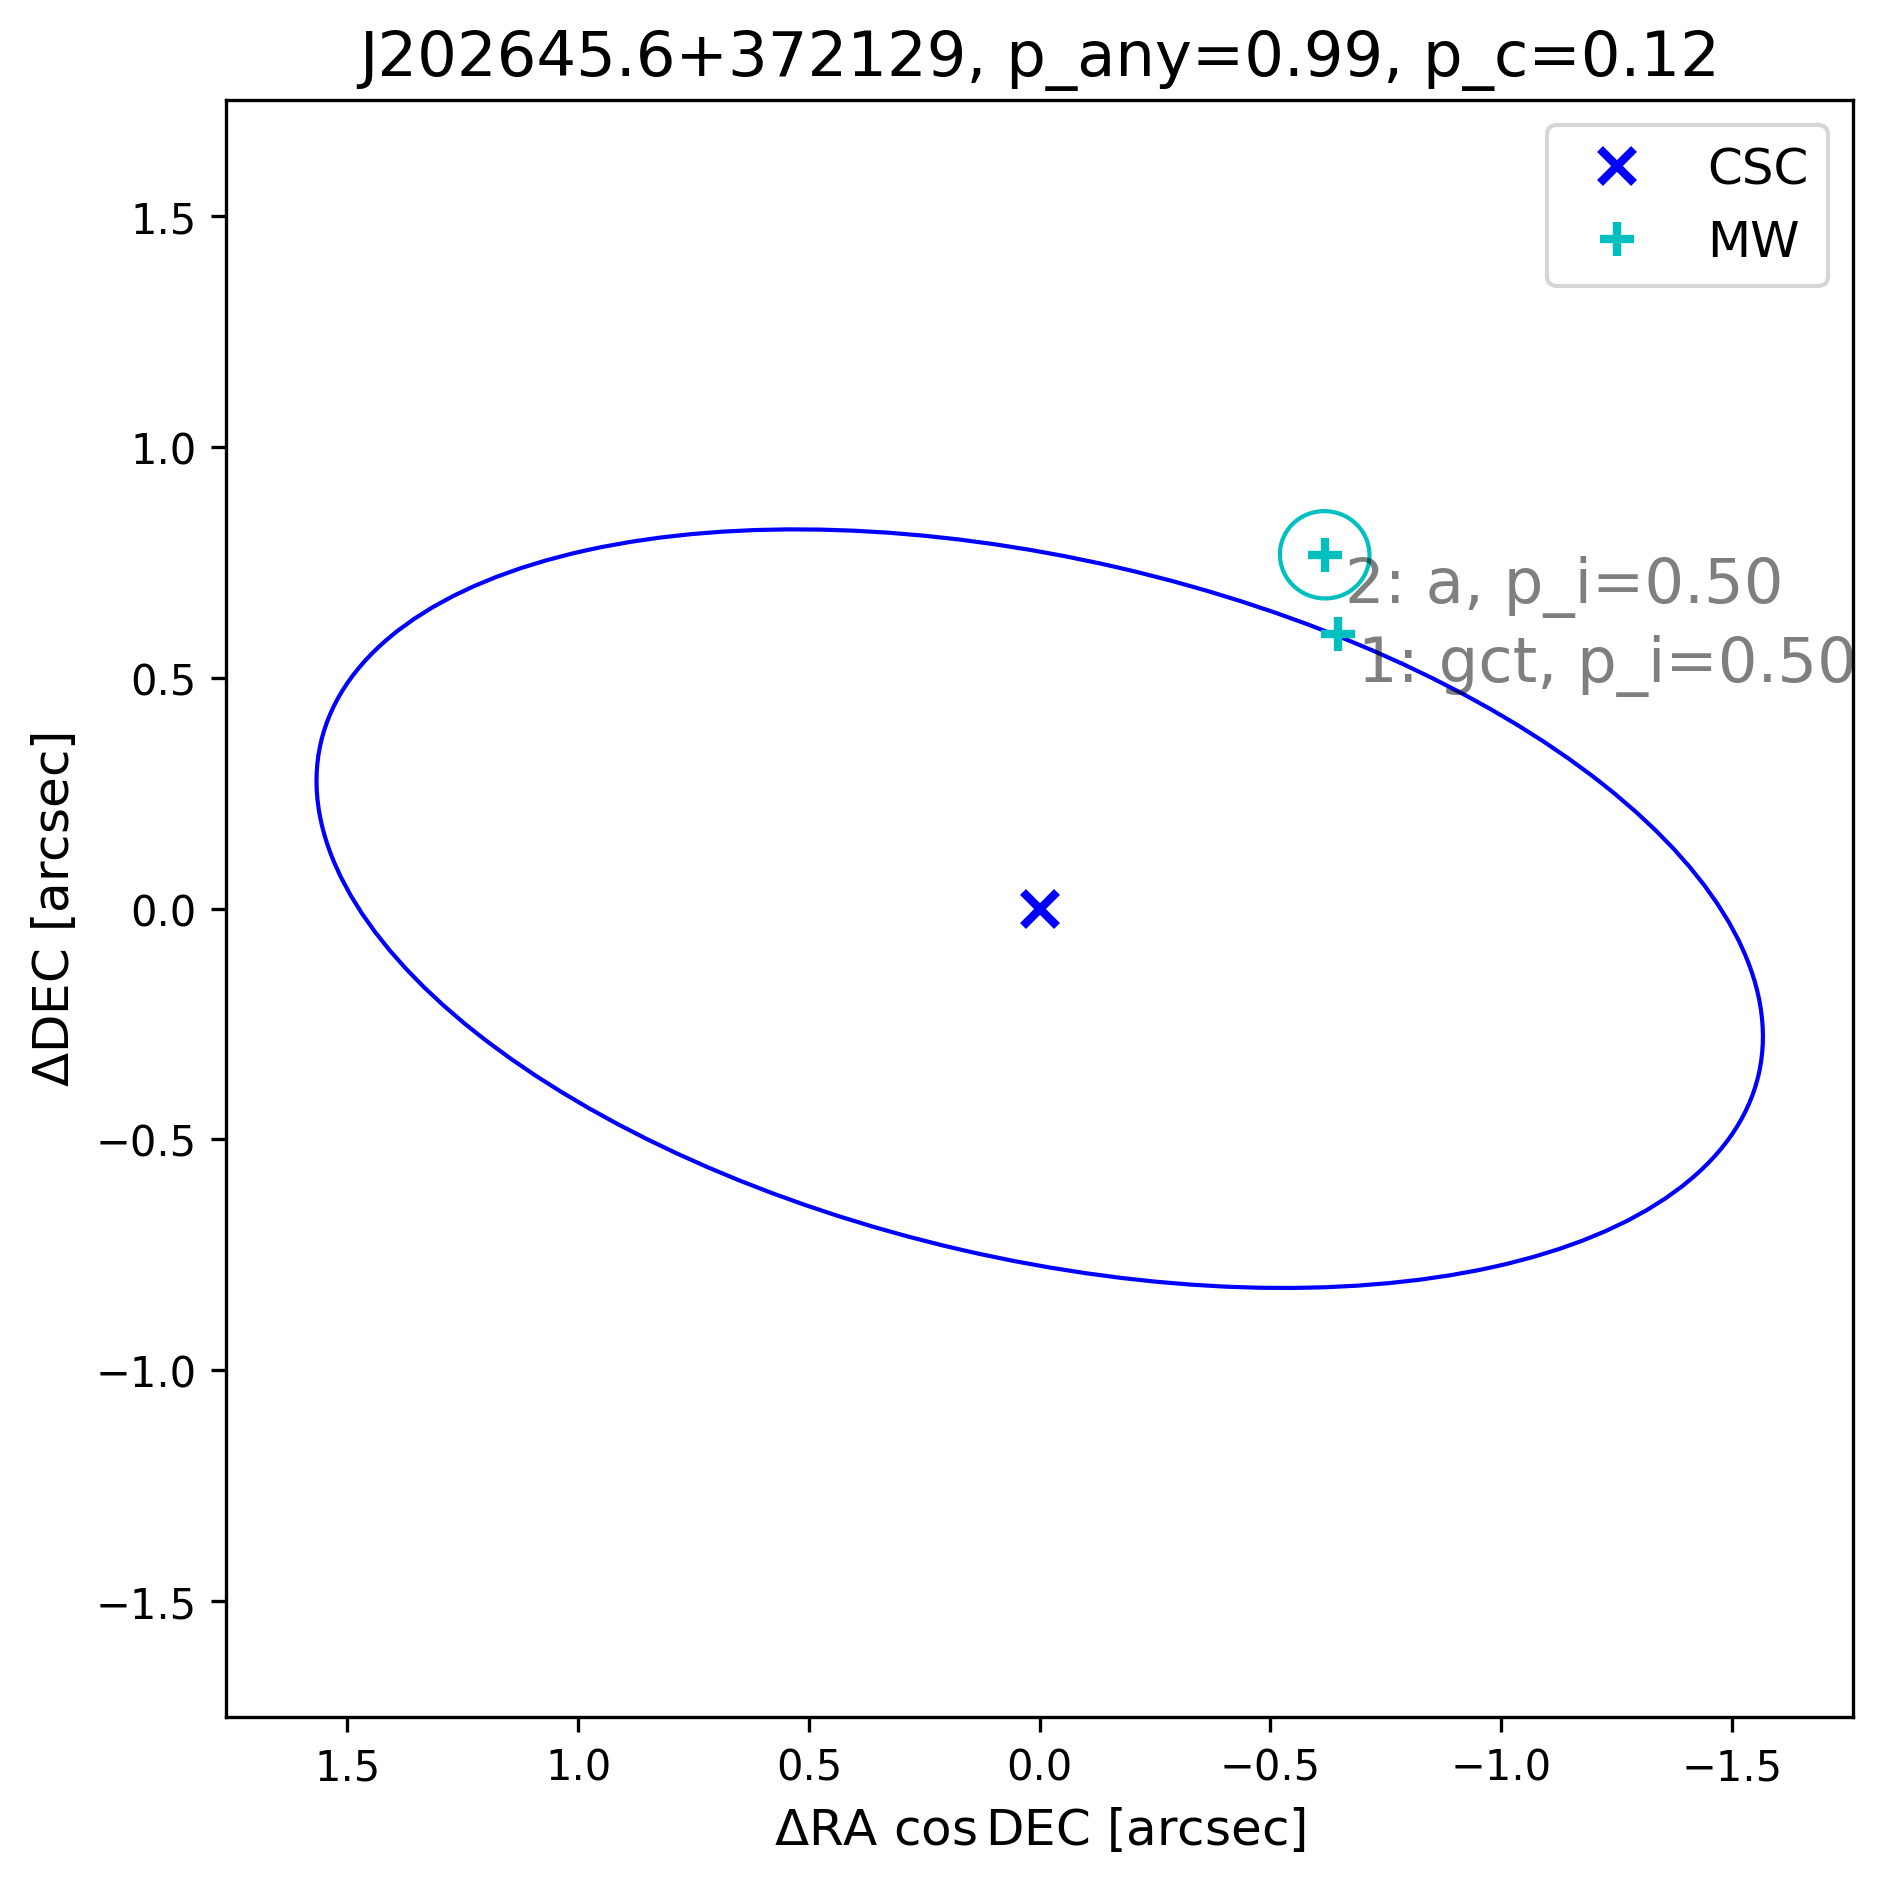 J202645.6+372129, p_any=0.99, p_c=0.12
CSC
MW
1.5
1.0
0.5
0.0
−0.5
−1.0
−1.5
ΔDEC [arcsec]
2: a, p_i=0.50
1: gct, p_i=0.50
1.5
1.0
0.5
0.0
−0.5
−1.0
−1.5
ΔRA cos DEC [arcsec]